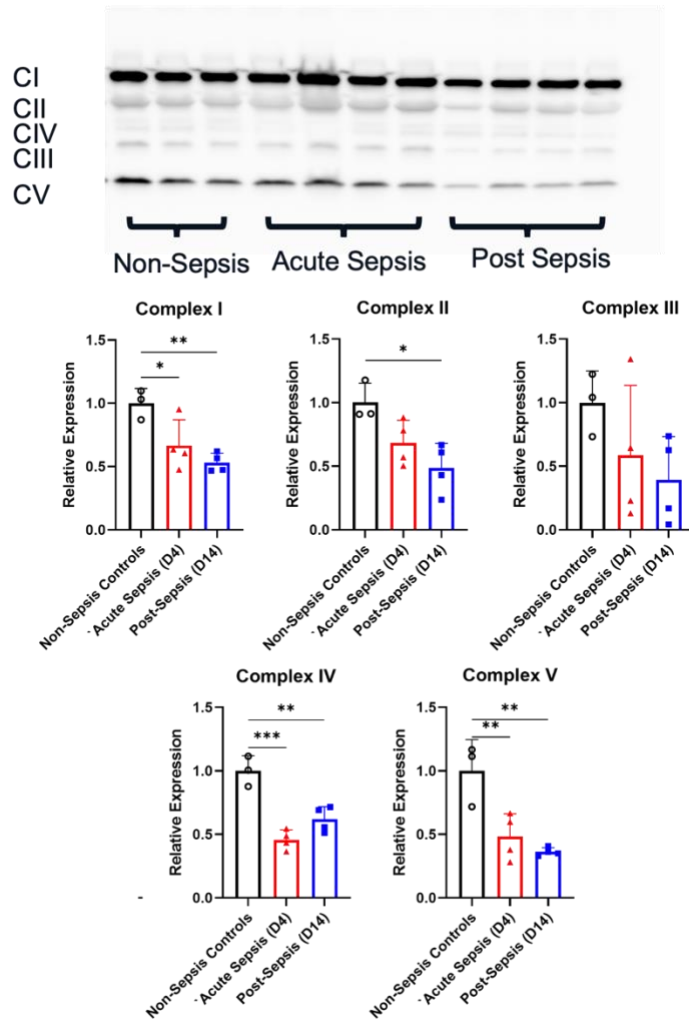 CI
CII
CIV
CIII
CV
Non-Sepsis Acute Sepsis Post Sepsis
Complex I
Relative Expression
1.5
1.0
0.5
0.0
**
*
Non-Sepsis Controls
`Acute Sepsis (D4)
Post-Sepsis (D14)
Complex II
Relative Expression
1.5
1.0
0.5
0.0
*
Non-Sepsis Controls
`Acute Sepsis (D4)
Post-Sepsis (D14)
Complex III
Relative Expression
1.5
1.0
0.5
0.0
Non-Sepsis Controls
`Acute Sepsis (D4)
Post-Sepsis (D14)
Complex IV
Relative Expression
1.5
1.0
0.5
0.0
**
***
Non-Sepsis Controls
`Acute Sepsis (D4)
Post-Sepsis (D14)
-
Complex V
Relative Expression
1.5
1.0
0.5
0.0
**
**
Non-Sepsis Controls
`Acute Sepsis (D4)
Post-Sepsis (D14)